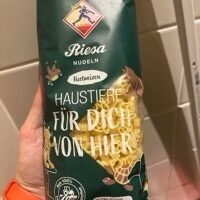 Riesa
NUDELN
Hartweizen
HAUSTIERE
FÜR DICH
VON HIER